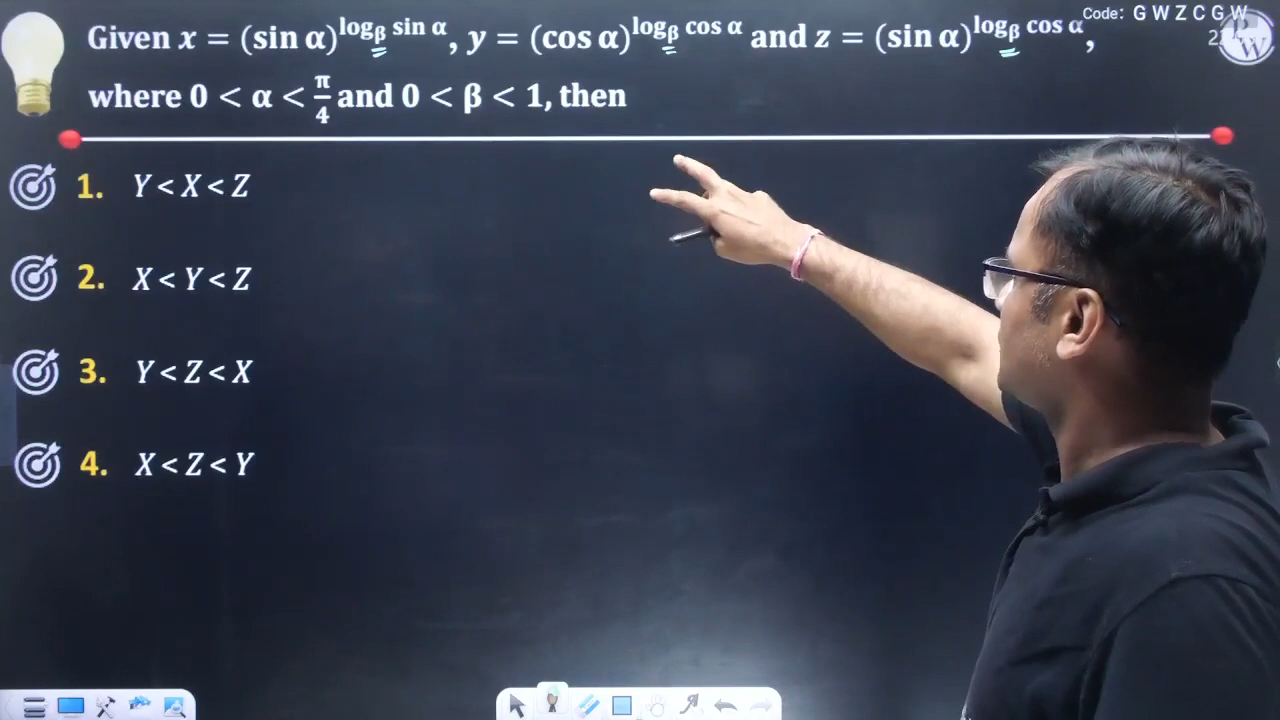 Code: G W Z C G W
Given x = (sin α)^{log_β sin α}, y = (cos α)^{log_β cos α} and z = (sin α)^{log_β cos α},
where 0 < α < π/4 and 0 < β < 1, then
1. Y < X < Z
2. X < Y < Z
3. Y < Z < X
4. X < Z < Y